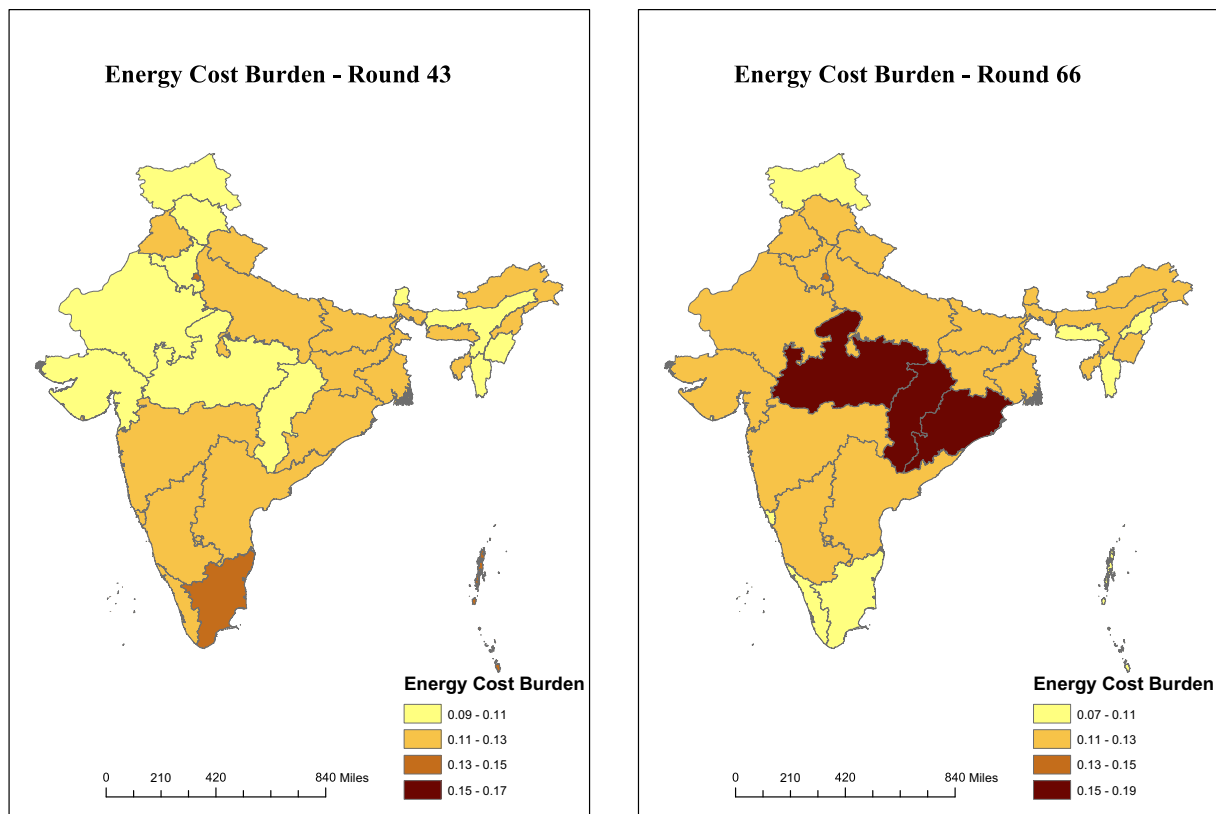 Energy Cost Burden - Round 43
Energy Cost Burden
0.09 - 0.11
0.11 - 0.13
0.13 - 0.15
0.15 - 0.17
0 210 420 840 Miles
Energy Cost Burden - Round 66
Energy Cost Burden
0.07 - 0.11
0.11 - 0.13
0.13 - 0.15
0.15 - 0.19
0 210 420 840 Miles